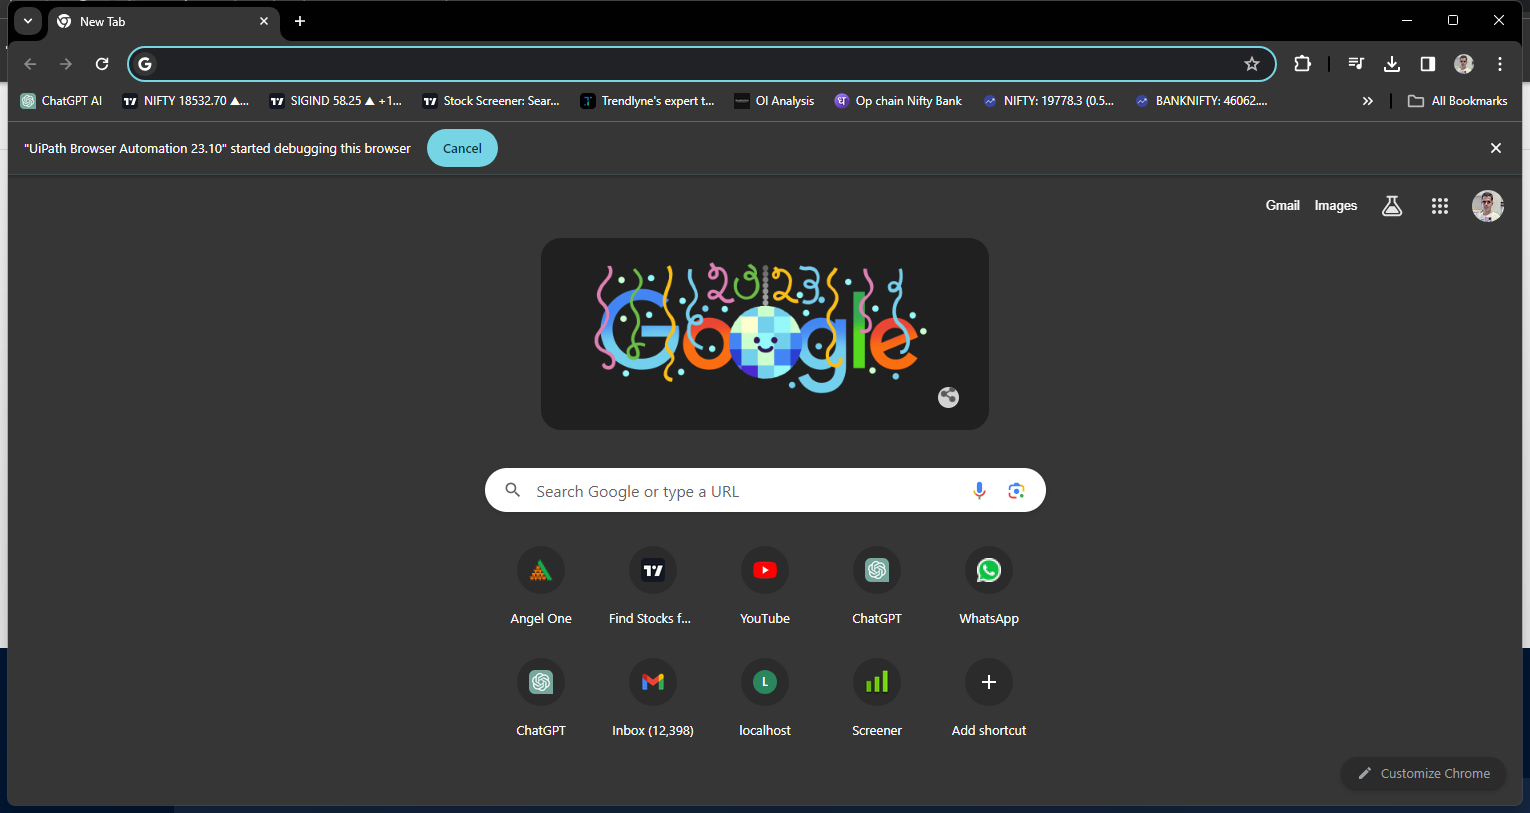 New Tab
ChatGPT AI
NIFTY 18532.70 ▲...
SIGIND 58.25 ▲ +1...
Stock Screener: Sear...
Trendlyne's expert t...
OI Analysis
Op chain Nifty Bank
NIFTY: 19778.3 (0.5...
BANKNIFTY: 46062....
All Bookmarks
"UiPath Browser Automation 23.10" started debugging this browser
Cancel
Gmail
Images
2023
Google
Search Google or type a URL
Angel One
Find Stocks f...
YouTube
ChatGPT
WhatsApp
ChatGPT
Inbox (12,398)
L
localhost
Screener
Add shortcut
Customize Chrome